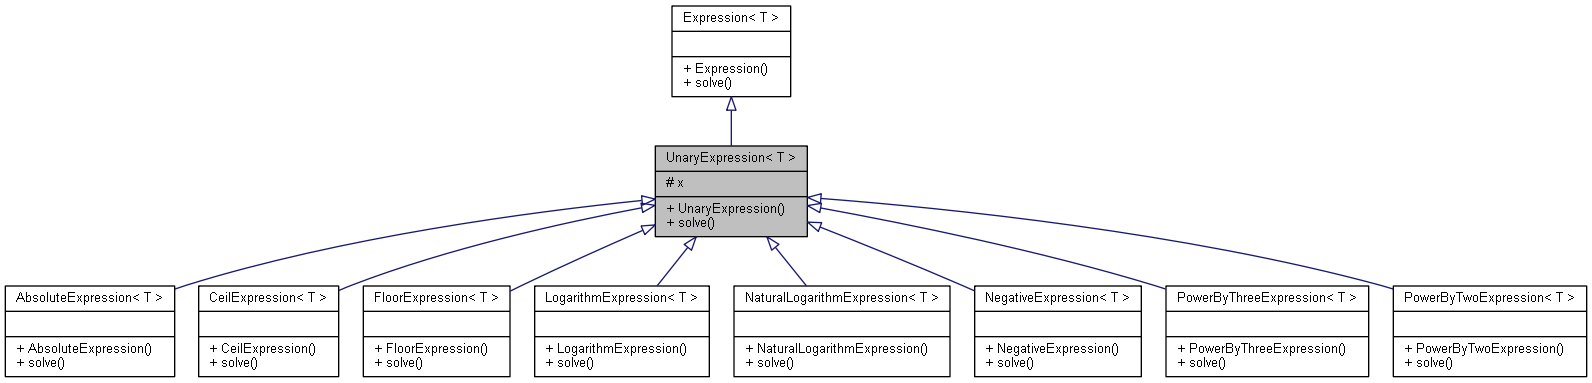 Expression< T >
+ Expression()
+ solve()
UnaryExpression< T >
# x
+ UnaryExpression()
+ solve()
AbsoluteExpression< T >
+ AbsoluteExpression()
+ solve()
CeilExpression< T >
+ CeilExpression()
+ solve()
FloorExpression< T >
+ FloorExpression()
+ solve()
LogarithmExpression< T >
+ LogarithmExpression()
+ solve()
NaturalLogarithmExpression< T >
+ NaturalLogarithmExpression()
+ solve()
NegativeExpression< T >
+ NegativeExpression()
+ solve()
PowerByThreeExpression< T >
+ PowerByThreeExpression()
+ solve()
PowerByTwoExpression< T >
+ PowerByTwoExpression()
+ solve()